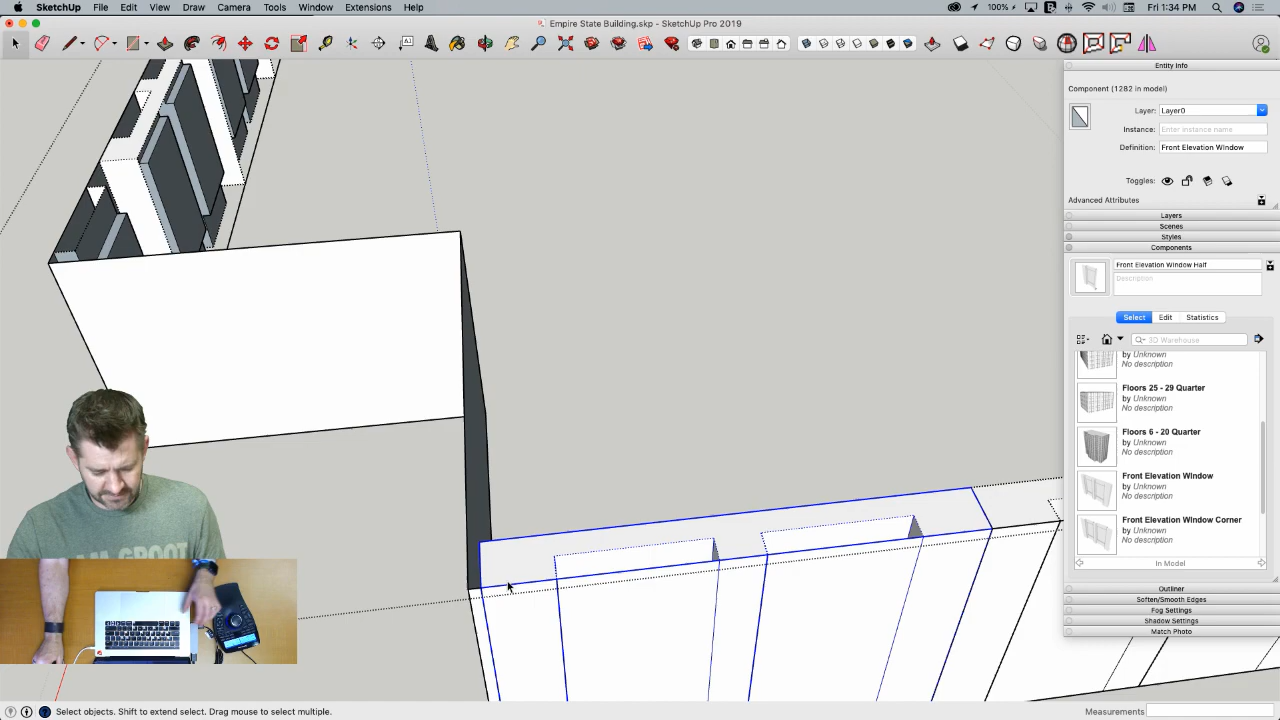 SketchUp File Edit View Draw Camera Tools Window Extensions Help
100% Fri 1:34 PM
Empire State Building.skp - SketchUp Pro 2019
Entity Info
Component (1282 in model)
Layer: Layer0
Instance: Enter instance name
Definition: Front Elevation Window
Toggles:
Advanced Attributes
Layers
Scenes
Styles
Components
Front Elevation Window Half
Description
Select Edit Statistics
3D Warehouse
by Unknown
No description
Floors 25 - 29 Quarter
by Unknown
No description
Floors 6 - 20 Quarter
by Unknown
No description
Front Elevation Window
by Unknown
No description
Front Elevation Window Corner
by Unknown
No description
In Model
Outliner
Soften/Smooth Edges
Fog Settings
Shadow Settings
Match Photo
I AM GROOT
Select objects. Shift to extend select. Drag mouse to select multiple.
Measurements